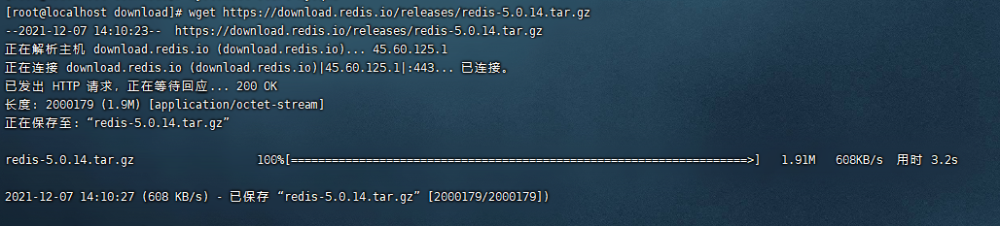 [root@localhost download]# wget https://download.redis.io/releases/redis-5.0.14.tar.gz
--2021-12-07 14:10:23--  https://download.redis.io/releases/redis-5.0.14.tar.gz
正在解析主机 download.redis.io (download.redis.io)... 45.60.125.1
正在连接 download.redis.io (download.redis.io)|45.60.125.1|:443... 已连接。
已发出 HTTP 请求，正在等待回应... 200 OK
长度：2000179 (1.9M) [application/octet-stream]
正在保存至: “redis-5.0.14.tar.gz”
redis-5.0.14.tar.gz 100%[===================================================================>] 1.91M 608KB/s 用时 3.2s
2021-12-07 14:10:27 (608 KB/s) - 已保存 “redis-5.0.14.tar.gz” [2000179/2000179])